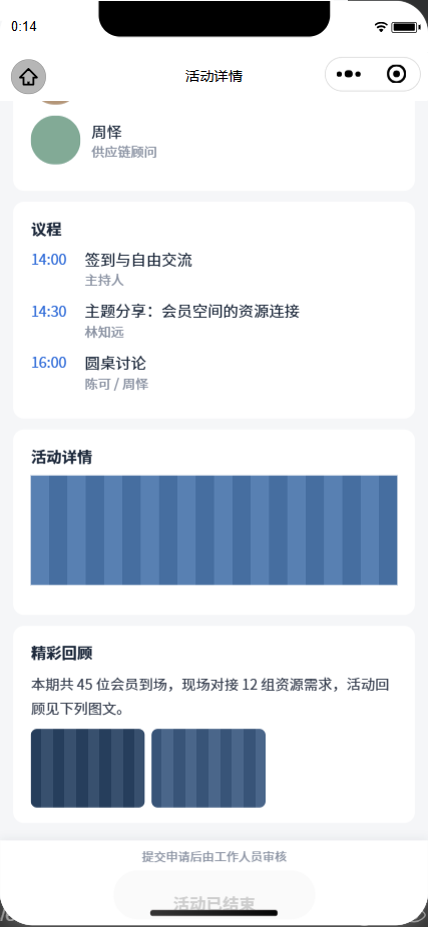 0:14
活动详情
周怿
供应链顾问
议程
14:00 签到与自由交流
主持人
14:30 主题分享：会员空间的资源连接
林知远
16:00 圆桌讨论
陈可 / 周怿
活动详情
精彩回顾
本期共 45 位会员到场，现场对接 12 组资源需求，活动回
顾见下列图文。
提交申请后由工作人员审核
活动已结束